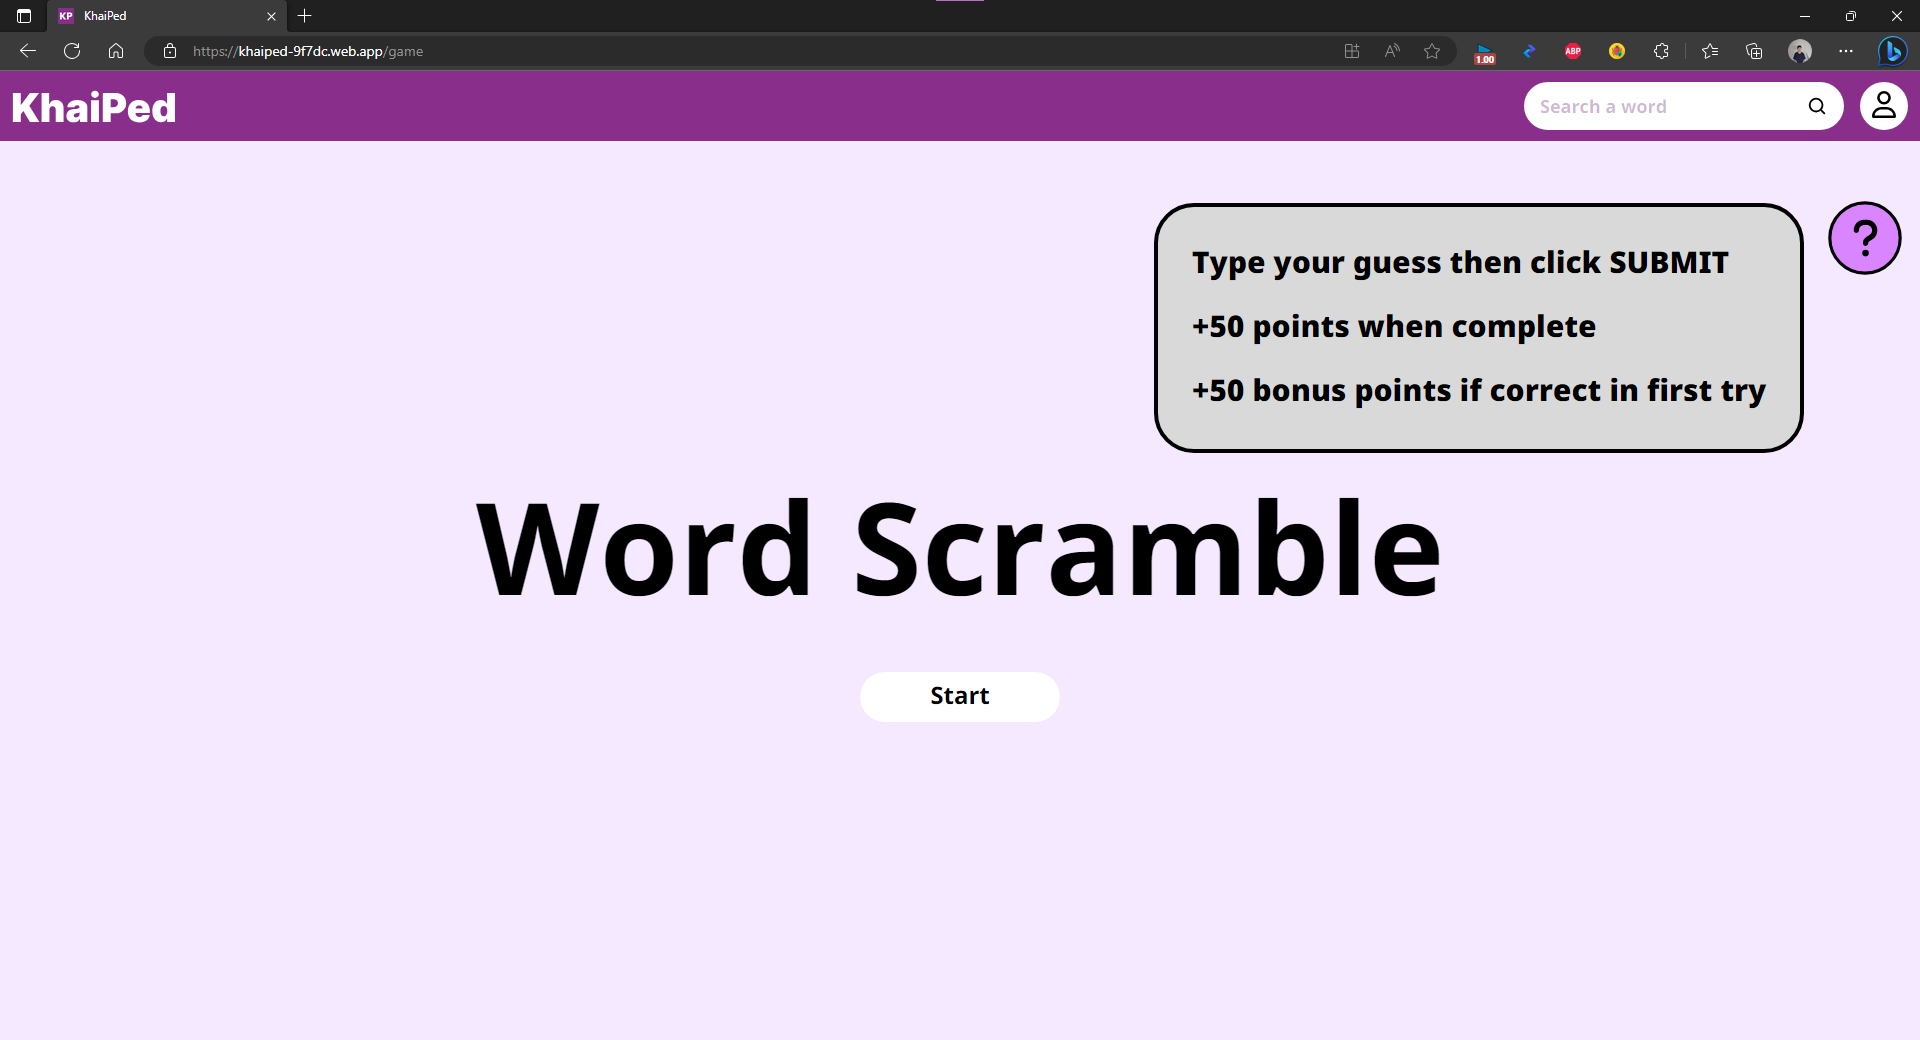 KP KhaiPed
https://khaiped-9f7dc.web.app/game
1.00
ABP
KhaiPed
Search a word
Type your guess then click SUBMIT
?
+50 points when complete
+50 bonus points if correct in first try
Word Scramble
Start